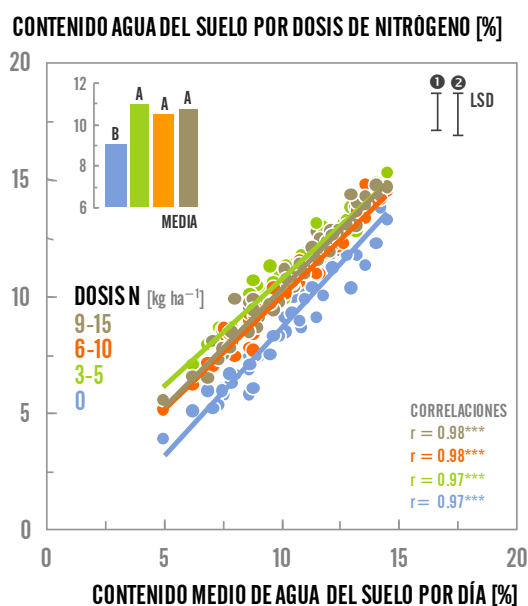 CONTENIDO AGUA DEL SUELO POR DOSIS DE NITRÓGENO [%]
20
15
10
5
0
12
10
8
6
B
A
A
A
MEDIA
❶ ❷
LSD
DOSIS N [kg ha⁻¹]
9-15
6-10
3-5
0
CORRELACIONES
r = 0.98***
r = 0.98***
r = 0.97***
r = 0.97***
0 5 10 15 20
CONTENIDO MEDIO DE AGUA DEL SUELO POR DÍA [%]